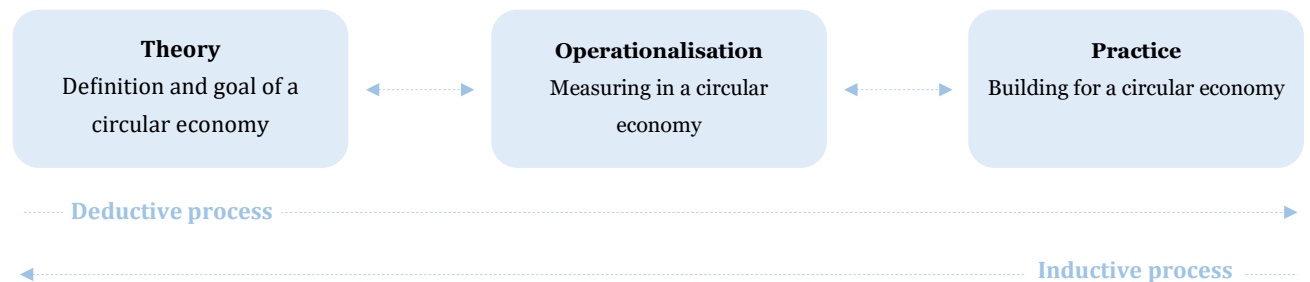 Theory
Definition and goal of a
circular economy
Operationalisation
Measuring in a circular
economy
Practice
Building for a circular economy
Deductive process
Inductive process